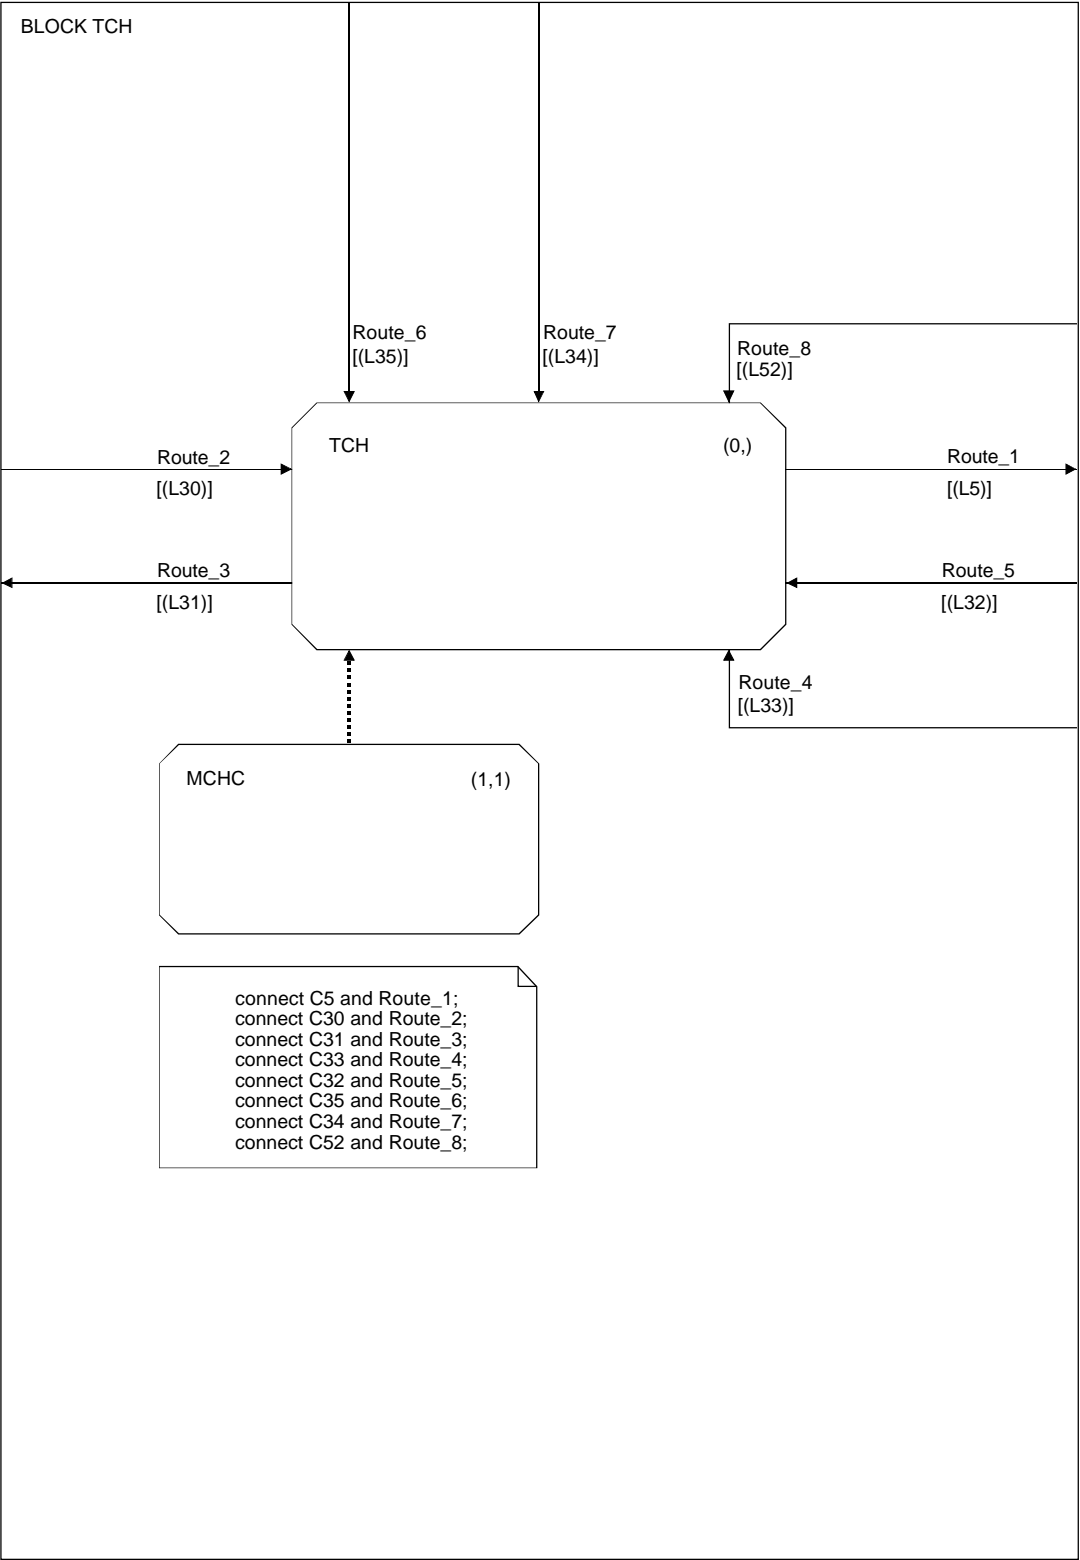 BLOCK TCH
Route_6
[(L35)]
Route_7
[(L34)]
Route_8
[(L52)]
TCH
(0,)
Route_2
[(L30)]
Route_1
[(L5)]
Route_3
[(L31)]
Route_5
[(L32)]
Route_4
[(L33)]
MCHC
(1,1)
connect C5 and Route_1;
connect C30 and Route_2;
connect C31 and Route_3;
connect C33 and Route_4;
connect C32 and Route_5;
connect C35 and Route_6;
connect C34 and Route_7;
connect C52 and Route_8;